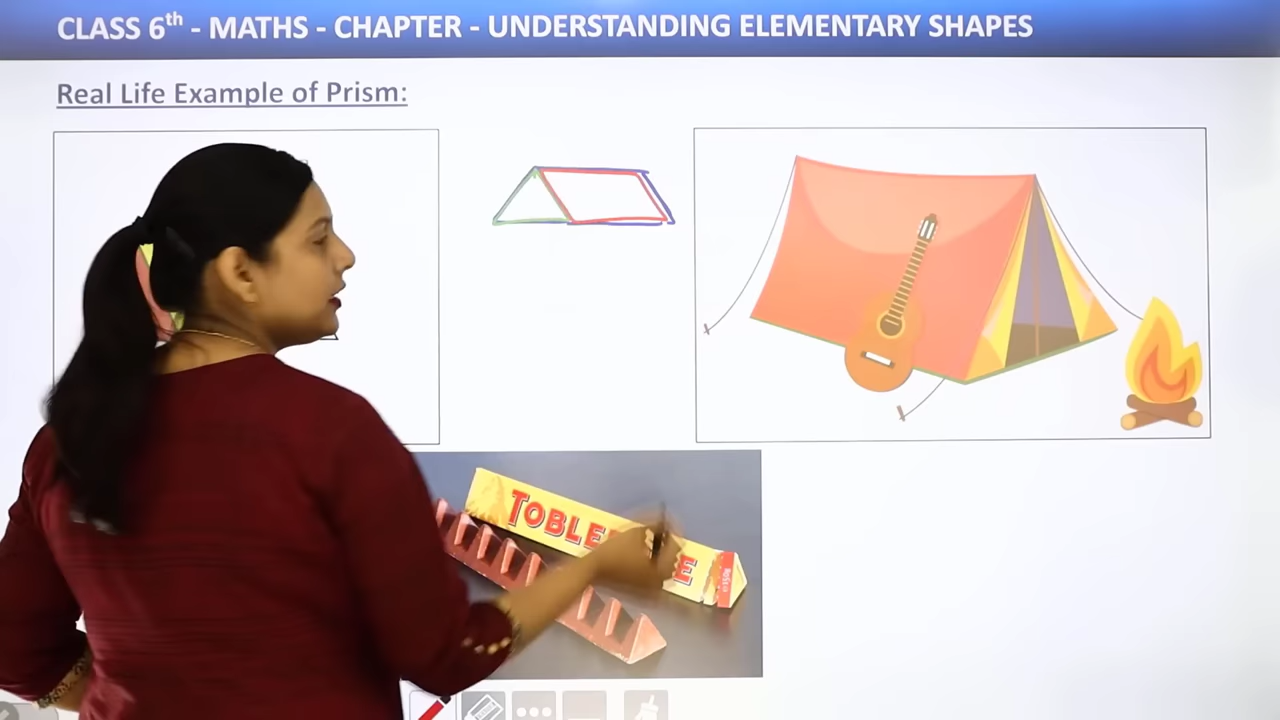 CLASS 6th - MATHS - CHAPTER - UNDERSTANDING ELEMENTARY SHAPES
Real Life Example of Prism: